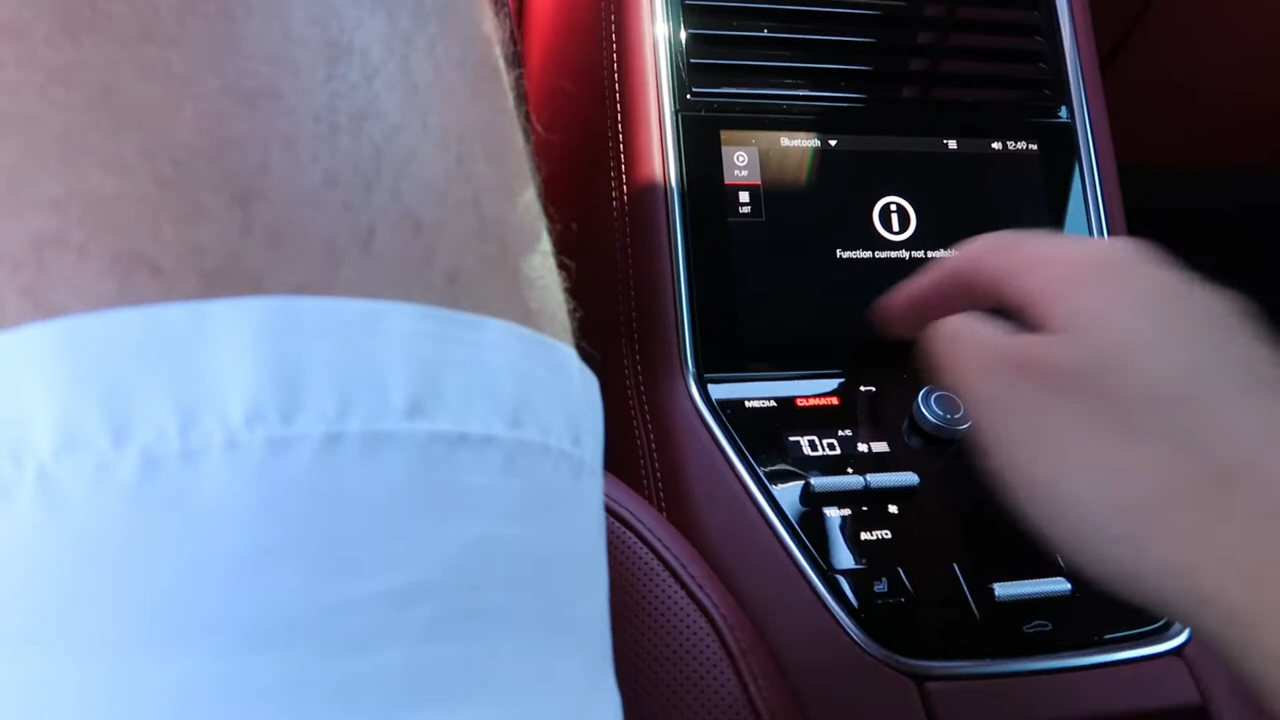 Bluetooth
12:49 PM
PLAY
LIST
Function currently not
MEDIA CLIMATE
A/C
70.0
+
TEMP -
AUTO